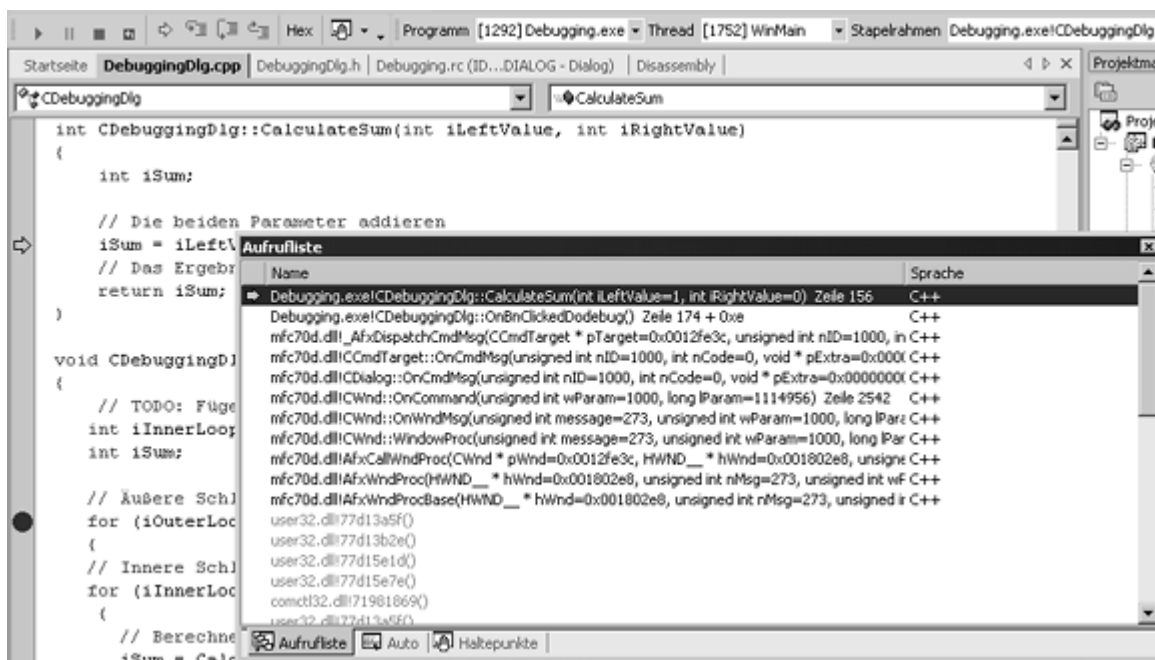 Hex Programm [1292] Debugging.exe Thread [1752] WinMain Stapelrahmen Debugging.exe!CDebuggingDlg
Startseite DebuggingDlg.cpp DebuggingDlg.h Debugging.rc (ID...DIALOG - Dialog) Disassembly Projektma
CDebuggingDlg CalculateSum
Proje
int CDebuggingDlg::CalculateSum(int iLeftValue, int iRightValue)
{
int iSum;
// Die beiden Parameter addieren
iSum = iLeftV
// Das Ergebr
return iSum;
}
void CDebuggingDl
{
// TODO: Füge
int iInnerLoop
int iSum;
// Äußere Schl
for (iOuterLoo
{
// Innere Schl
for (iInnerLoo
{
// Berechne
iSum = Calc
Aufrufliste
Name Sprache
Debugging.exe!CDebuggingDlg::CalculateSum(int iLeftValue=1, int iRightValue=0) Zeile 156 C++
Debugging.exe!CDebuggingDlg::OnBnClickedDodebug() Zeile 174 + 0xe C++
mfc70d.dll!_AfxDispatchCmdMsg(CCmdTarget * pTarget=0x0012fe3c, unsigned int nID=1000, in C++
mfc70d.dll!CCmdTarget::OnCmdMsg(unsigned int nID=1000, int nCode=0, void * pExtra=0x000( C++
mfc70d.dll!CDialog::OnCmdMsg(unsigned int nID=1000, int nCode=0, void * pExtra=0x0000000( C++
mfc70d.dll!CWnd::OnCommand(unsigned int wParam=1000, long lParam=1114956) Zeile 2542 C++
mfc70d.dll!CWnd::OnWndMsg(unsigned int message=273, unsigned int wParam=1000, long lPara C++
mfc70d.dll!CWnd::WindowProc(unsigned int message=273, unsigned int wParam=1000, long lPar C++
mfc70d.dll!AfxCallWndProc(CWnd * pWnd=0x0012fe3c, HWND__ * hWnd=0x001802e8, unsigne C++
mfc70d.dll!AfxWndProc(HWND__ * hWnd=0x001802e8, unsigned int nMsg=273, unsigned int wF C++
mfc70d.dll!AfxWndProcBase(HWND__ * hWnd=0x001802e8, unsigned int nMsg=273, unsigned ir C++
user32.dll!77d13a5f()
user32.dll!77d13b2e()
user32.dll!77d15e1d()
user32.dll!77d15e7e()
comctl32.dll!71981869()
user32.dll!77d13a5f()
Aufrufliste Auto Haltepunkte